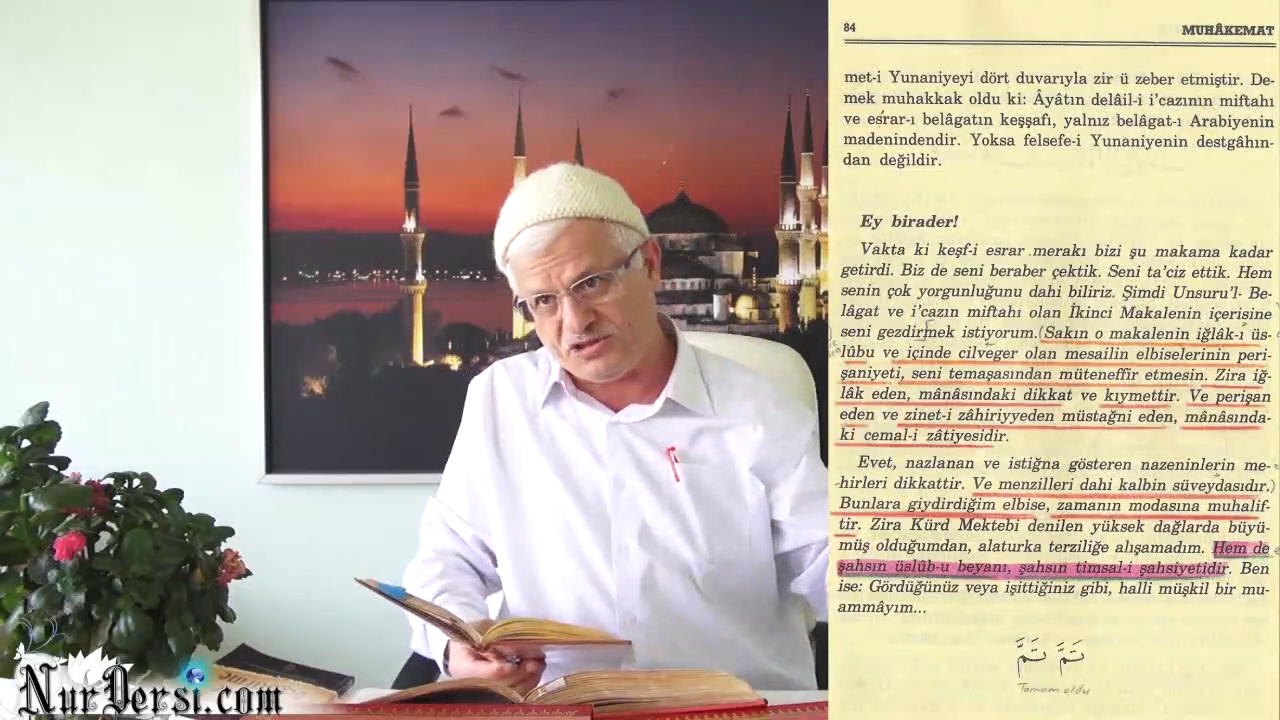 84
MUHÂKEMAT
met-i Yunaniyeyi dört duvarıyla zir ü zeber etmiştir. De-
mek muhakkak oldu ki: Âyâtın delâil-i i'cazının miftahı
ve esrar-ı belâgatın keşşafı, yalnız belâgat-ı Arabiyenin
madenindendir. Yoksa felsefe-i Yunaniyenin destgâhın-
dan değildir.
Ey birader!
Vakta ki keşf-i esrar merakı bizi şu makama kadar
getirdi. Biz de seni beraber çektik. Seni ta'ciz ettik. Hem
senin çok yorgunluğunu dahi biliriz. Şimdi Unsuru'l- Be-
lâgat ve i'cazın miftahı olan İkinci Makalenin içerisine
seni gezdirmek istiyorum. (Sakın o makalenin iğlâk-ı üs-
lûbu ve içinde cilveger olan mesailin elbiselerinin peri-
şaniyeti, seni temaşasından müteneffir etmesin. Zira iğ-
lâk eden, mânâsındaki dikkat ve kıymettir. Ve perişan
eden ve zinet-i zâhiriyyeden müstağni eden, mânâsında-
ki cemal-i zâtiyesidir.
Evet, nazlanan ve istiğna gösteren nazeninlerin me-
hirleri dikkattir. Ve menzilleri dahi kalbin süveydasıdır.
Bunlara giydirdiğim elbise, zamanın modasına muhalif-
tir. Zira Kürd Mektebi denilen yüksek dağlarda büyü-
müş olduğumdan, alaturka terziliğe alışamadım. Hem de
şahsın üslûb-u beyanı, şahsın timsal-i şahsiyetidir. Ben
ise: Gördüğünüz veya işittiğiniz gibi, halli müşkil bir mu-
ammâyım...
تَمَّ تَمَّ
Tamam oldu
NurDersi.com